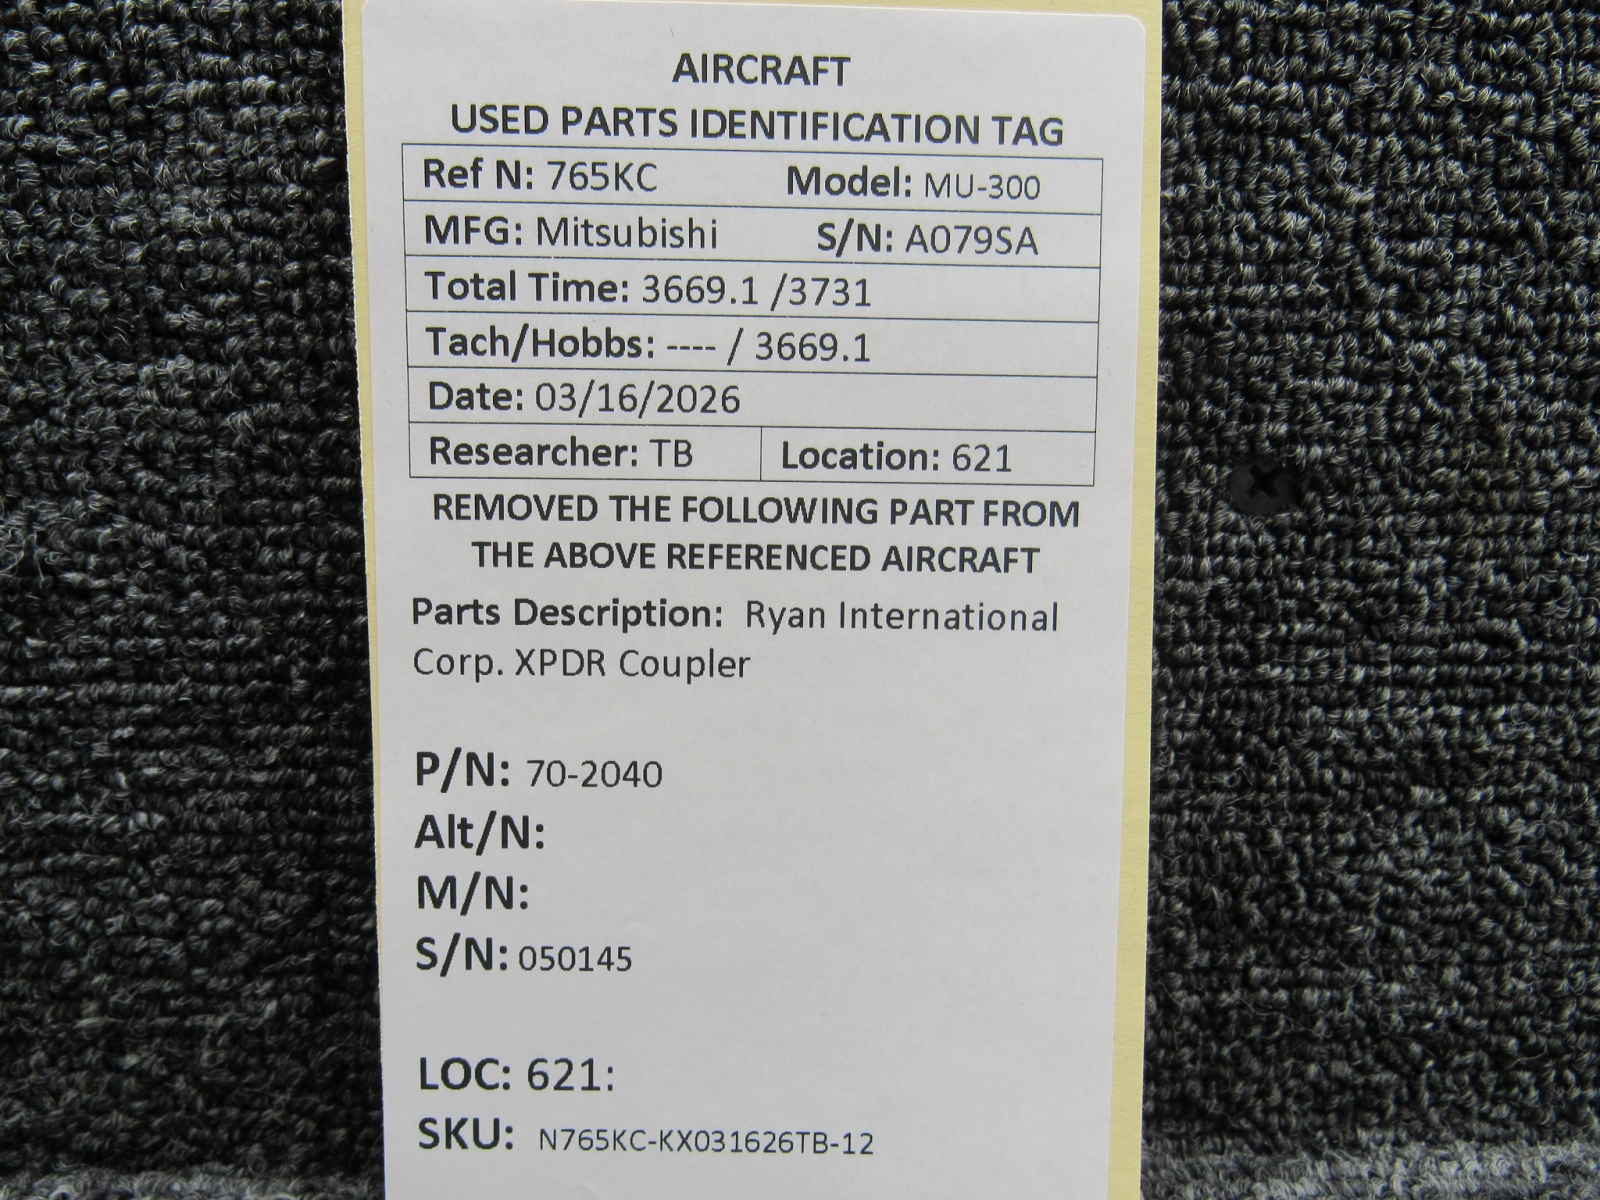 AIRCRAFT
USED PARTS IDENTIFICATION TAG
Ref N: 765KC Model: MU-300
MFG: Mitsubishi S/N: A079SA
Total Time: 3669.1 /3731
Tach/Hobbs: ---- / 3669.1
Date: 03/16/2026
Researcher: TB Location: 621
REMOVED THE FOLLOWING PART FROM
THE ABOVE REFERENCED AIRCRAFT
Parts Description: Ryan International
Corp. XPDR Coupler
P/N: 70-2040
Alt/N:
M/N:
S/N: 050145
LOC: 621:
SKU: N765KC-KX031626TB-12